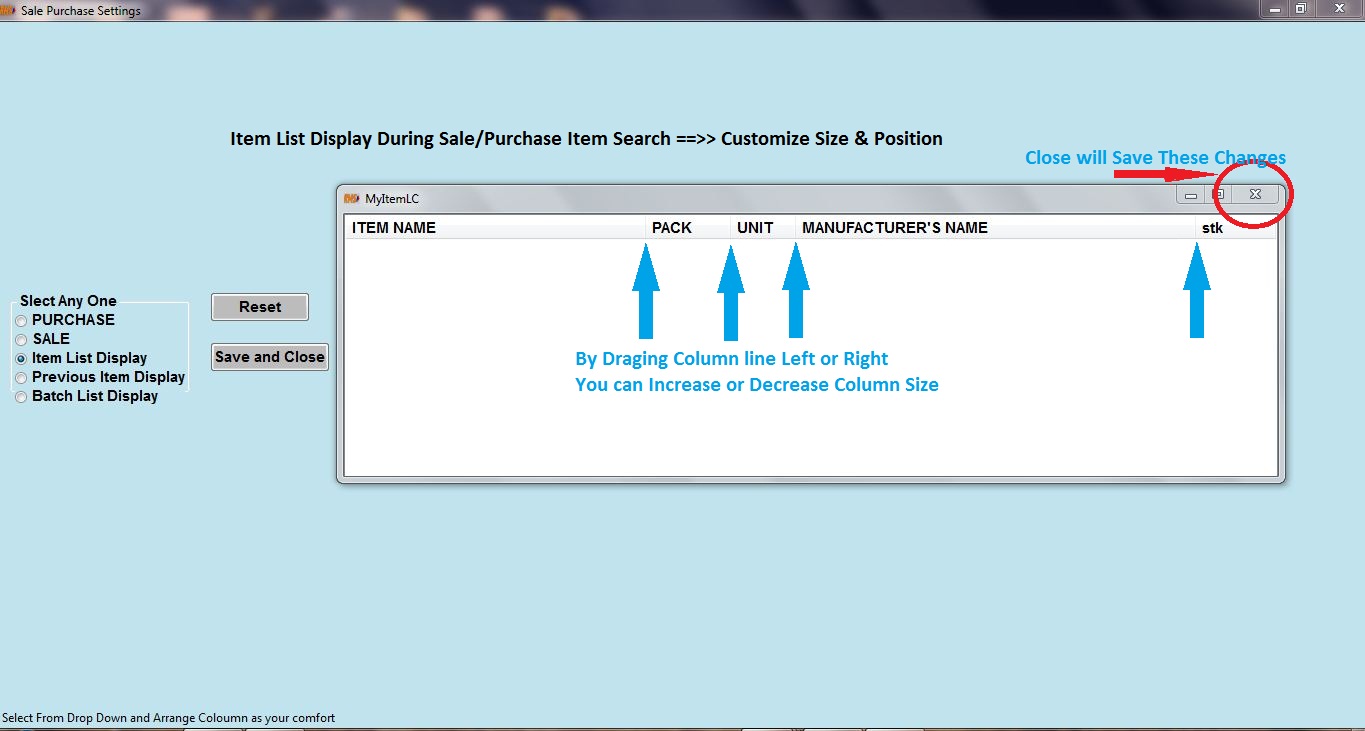 Sale Purchase Settings
Item List Display During Sale/Purchase Item Search ==>> Customize Size & Position
Close will Save These Changes
MyItemLC
ITEM NAME PACK UNIT MANUFACTURER'S NAME stk
Slect Any One
PURCHASE
SALE
Item List Display
Previous Item Display
Batch List Display
Reset
Save and Close
By Draging Column line Left or Right
You can Increase or Decrease Column Size
Select From Drop Down and Arrange Coloumn as your comfort